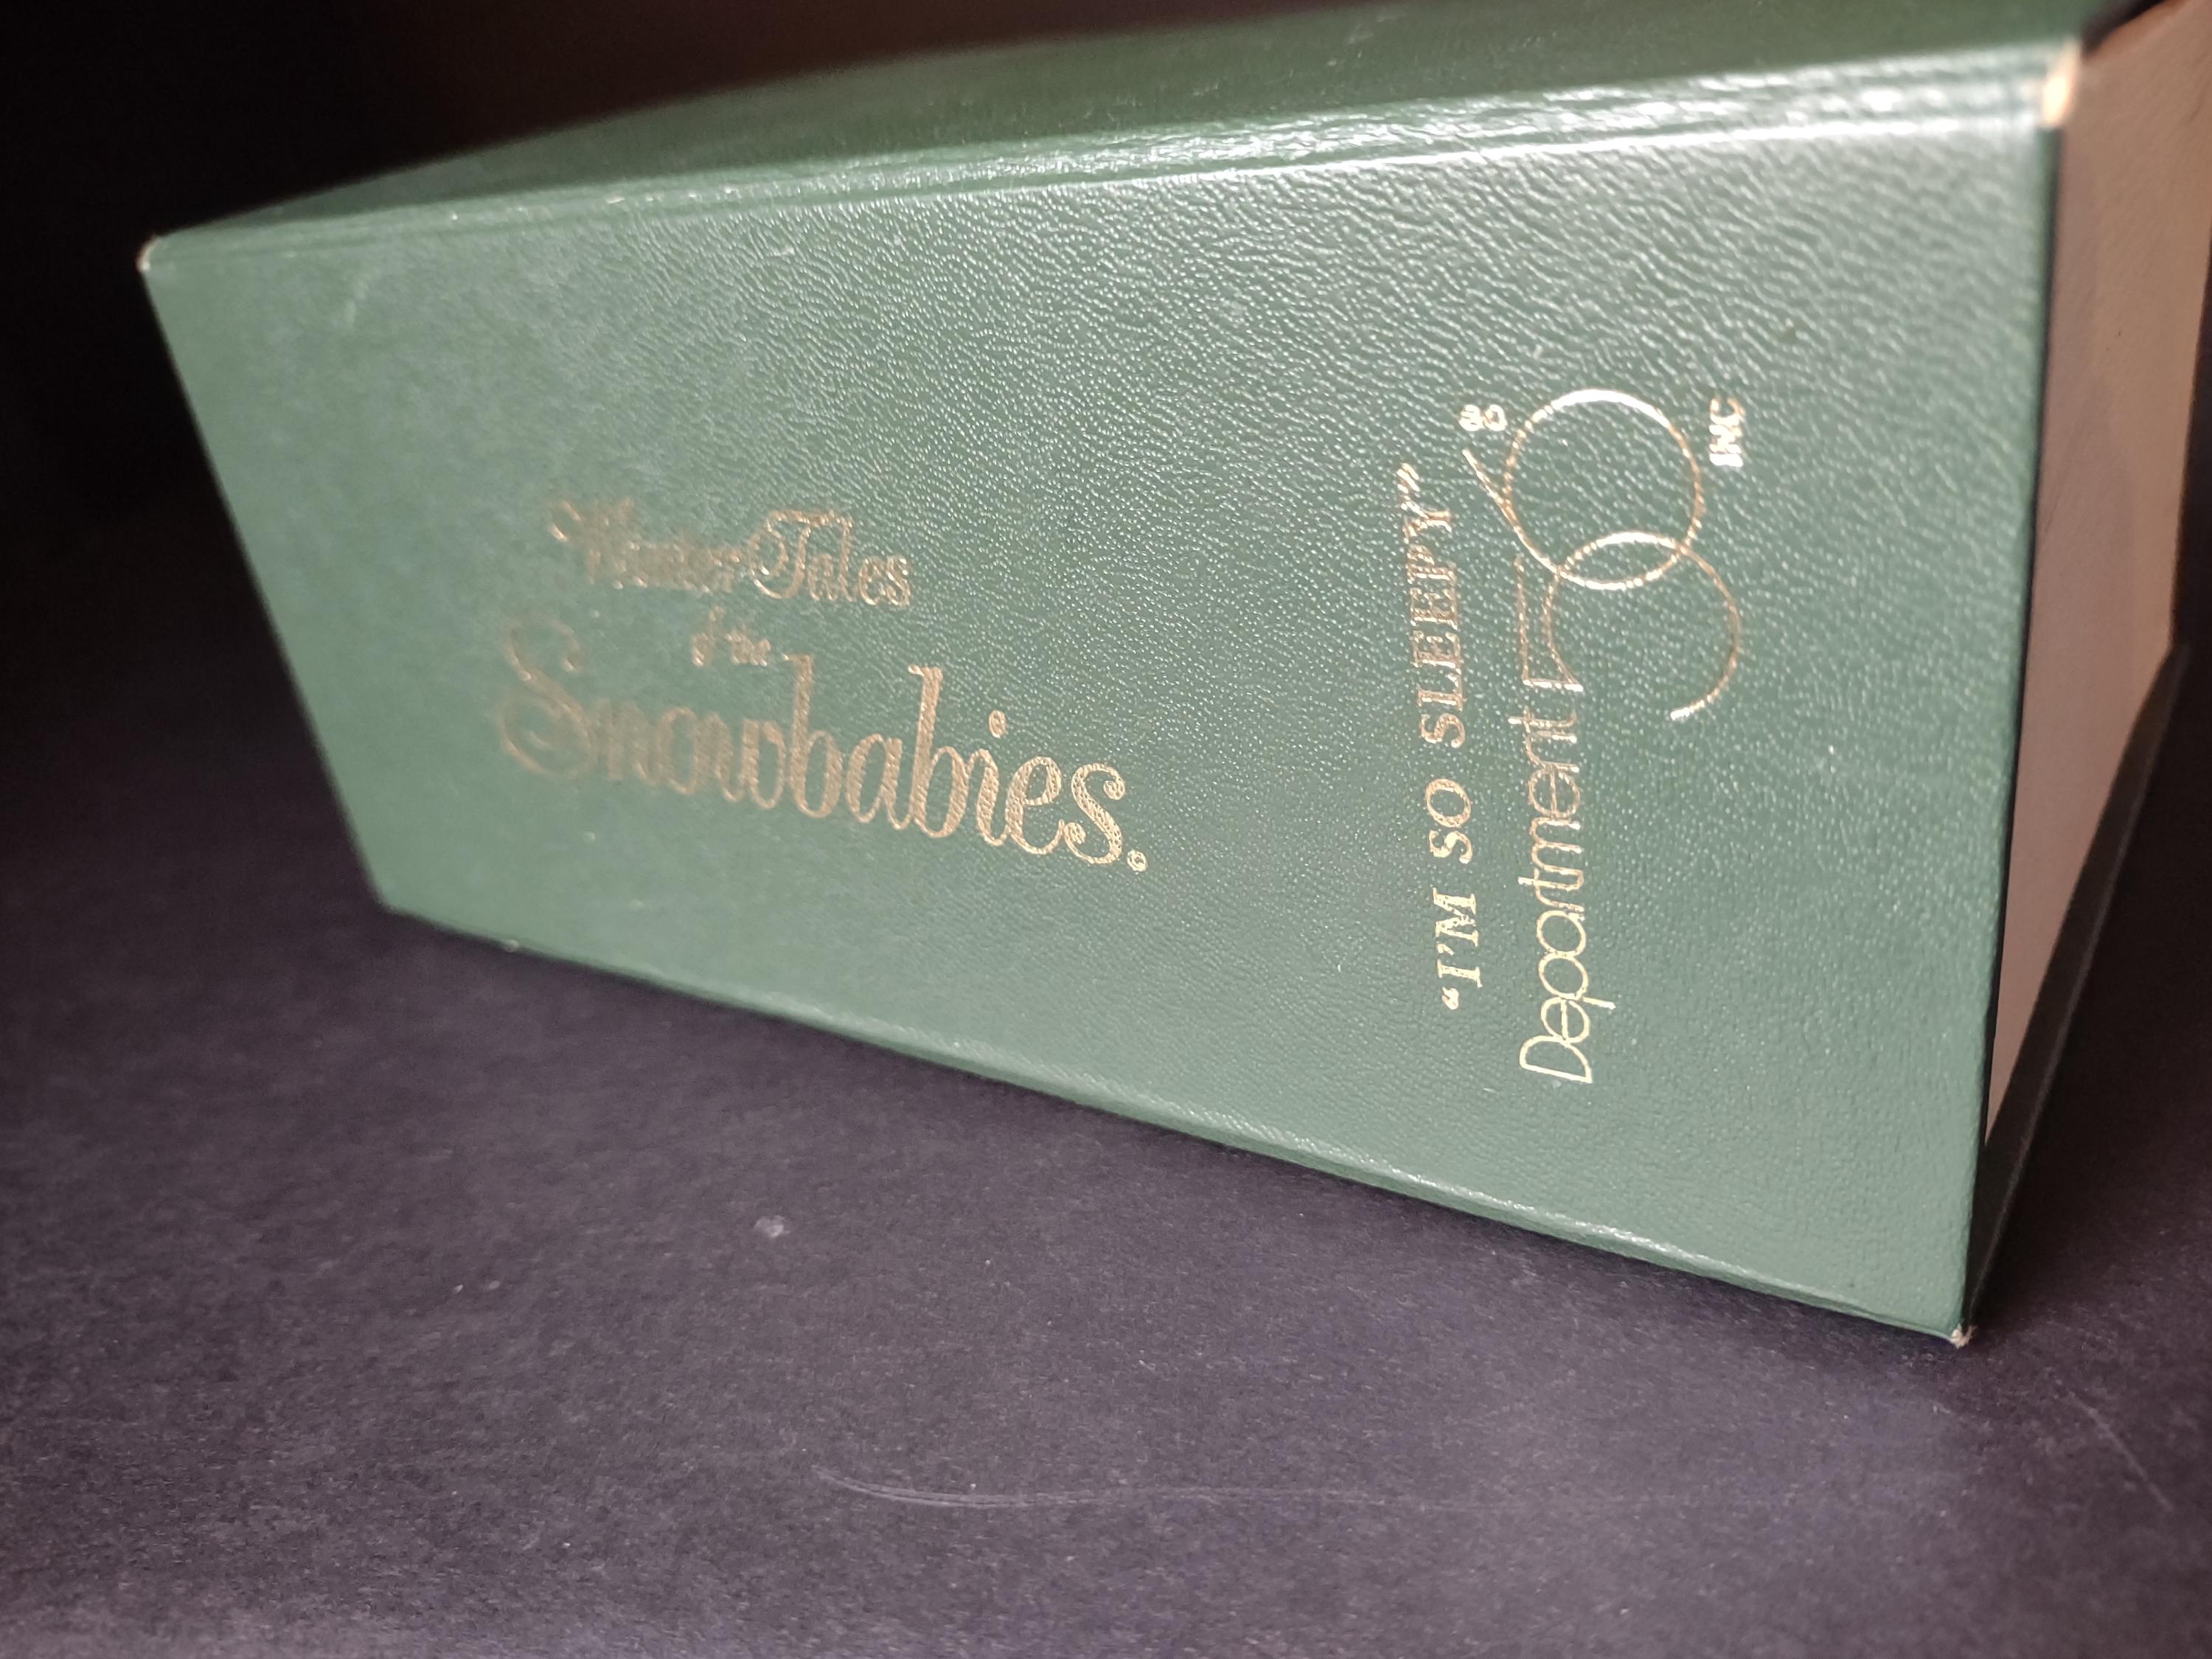 Winter Tales
of the
Snowbabies®
"I'M SO SLEEPY"
Department 56 ®
INC